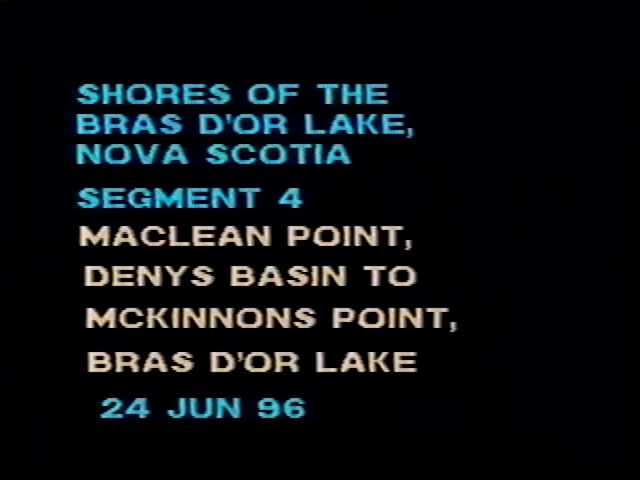 SHORES OF THE
BRAS D'OR LAKE,
NOVA SCOTIA
SEGMENT 4
MACLEAN POINT,
DENYS BASIN TO
MCKINNONS POINT,
BRAS D'OR LAKE
24 JUN 96